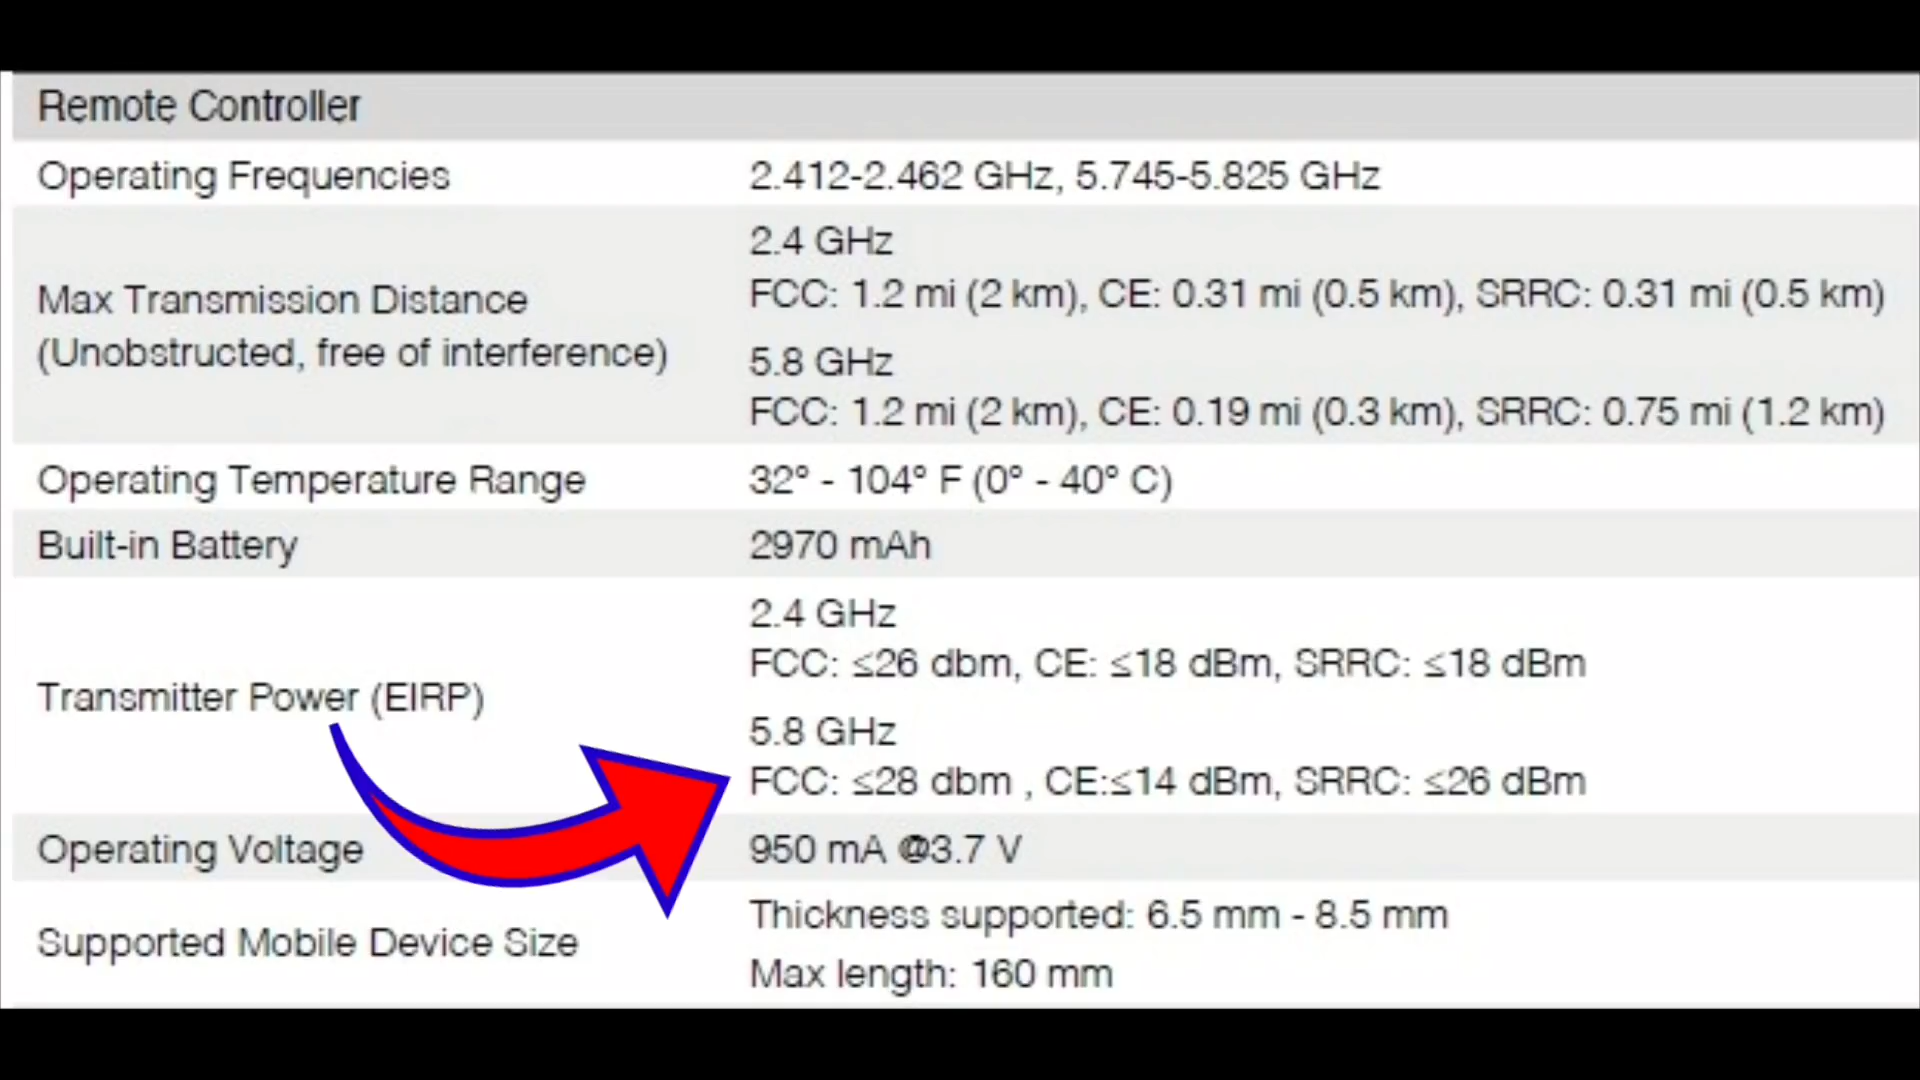 Remote Controller
Operating Frequencies 2.412-2.462 GHz, 5.745-5.825 GHz
Max Transmission Distance
(Unobstructed, free of interference)
2.4 GHz
FCC: 1.2 mi (2 km), CE: 0.31 mi (0.5 km), SRRC: 0.31 mi (0.5 km)
5.8 GHz
FCC: 1.2 mi (2 km), CE: 0.19 mi (0.3 km), SRRC: 0.75 mi (1.2 km)
Operating Temperature Range 32° - 104° F (0° - 40° C)
Built-in Battery 2970 mAh
Transmitter Power (EIRP)
2.4 GHz
FCC: ≤26 dbm, CE: ≤18 dBm, SRRC: ≤18 dBm
5.8 GHz
FCC: ≤28 dbm , CE:≤14 dBm, SRRC: ≤26 dBm
Operating Voltage 950 mA @3.7 V
Supported Mobile Device Size
Thickness supported: 6.5 mm - 8.5 mm
Max length: 160 mm